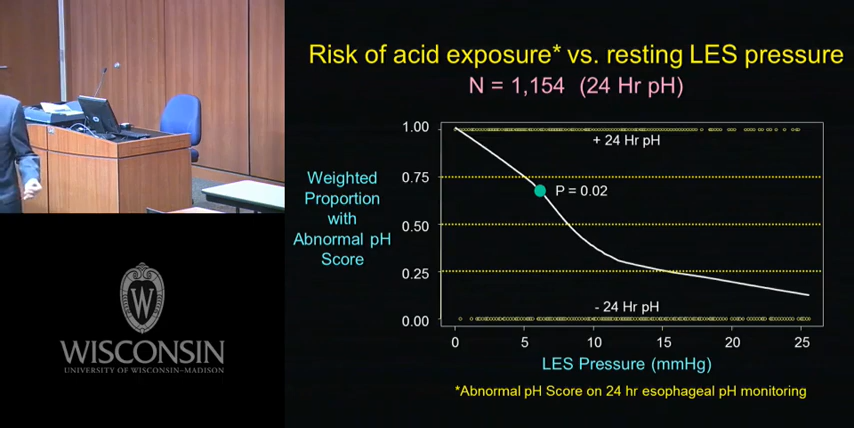 Risk of acid exposure* vs. resting LES pressure
N = 1,154 (24 Hr pH)
Weighted
Proportion
with
Abnormal pH
Score
1.00
0.75
0.50
0.25
0.00
+ 24 Hr pH
P = 0.02
- 24 Hr pH
0 5 10 15 20 25
LES Pressure (mmHg)
*Abnormal pH Score on 24 hr esophageal pH monitoring
W
WISCONSIN
UNIVERSITY OF WISCONSIN–MADISON